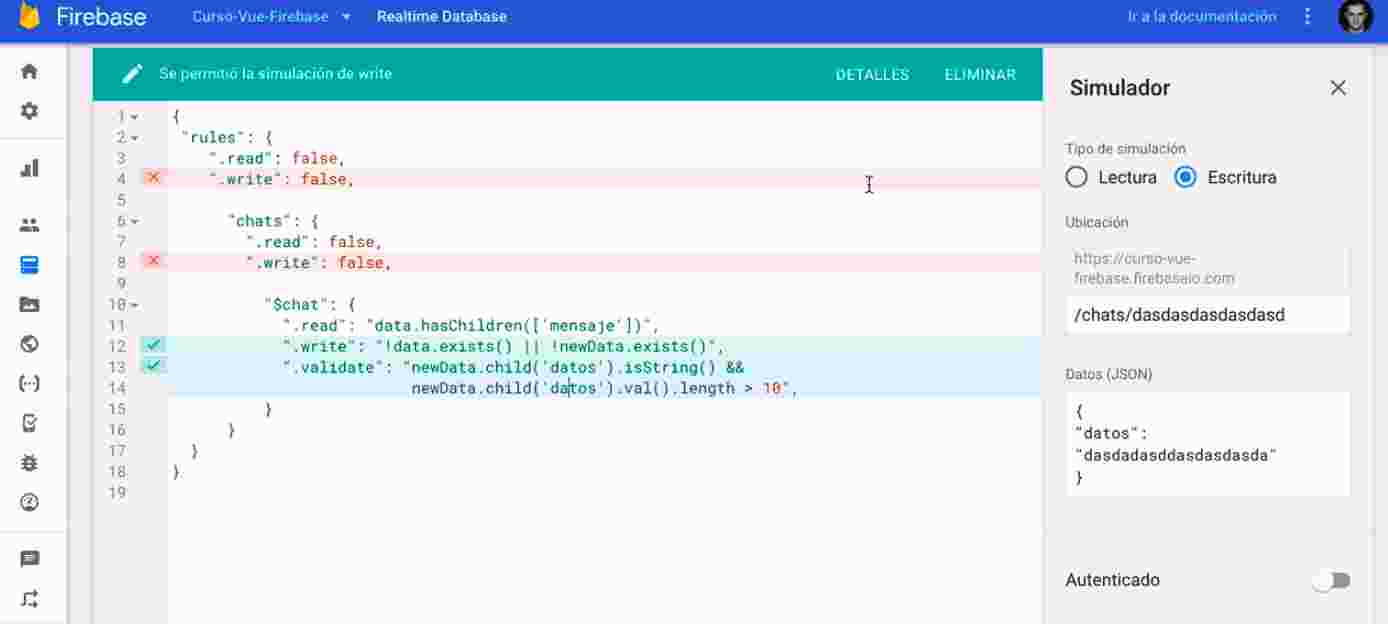 Firebase Curso-Vue-Firebase Realtime Database Ir a la documentación
Se permitió la simulación de write DETALLES ELIMINAR
1 {
2 "rules": {
3 ".read": false,
4 ".write": false,
5
6 "chats": {
7 ".read": false,
8 ".write": false,
9
10 "$chat": {
11 ".read": "data.hasChildren(['mensaje'])",
12 ".write": "!data.exists() || !newData.exists()",
13 ".validate": "newData.child('datos').isString() &&
14 newData.child('datos').val().length > 10",
15 }
16 }
17 }
18 }
19
Simulador
Tipo de simulación
Lectura Escritura
Ubicación
https://curso-vue-
firebase.firebaseio.com
/chats/dasdasdasdasdasd
Datos (JSON)
{
"datos":
"dasdadasddasdasdasda"
}
Autenticado